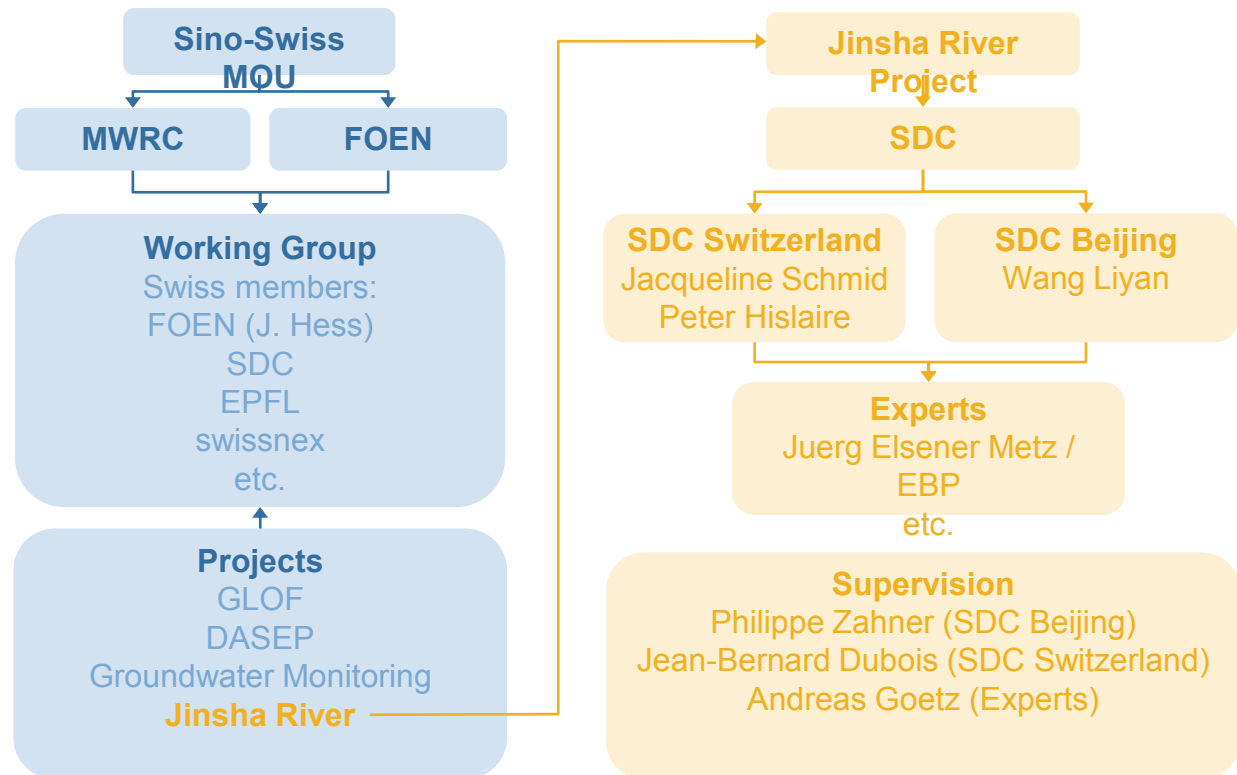 Sino-Swiss
MOU
MWRC
FOEN
Working Group
Swiss members:
FOEN (J. Hess)
SDC
EPFL
swissnex
etc.
Projects
GLOF
DASEP
Groundwater Monitoring
Jinsha River
Jinsha River
Project
SDC
SDC Switzerland
Jacqueline Schmid
Peter Hislaire
SDC Beijing
Wang Liyan
Experts
Juerg Elsener Metz /
EBP
etc.
Supervision
Philippe Zahner (SDC Beijing)
Jean-Bernard Dubois (SDC Switzerland)
Andreas Goetz (Experts)